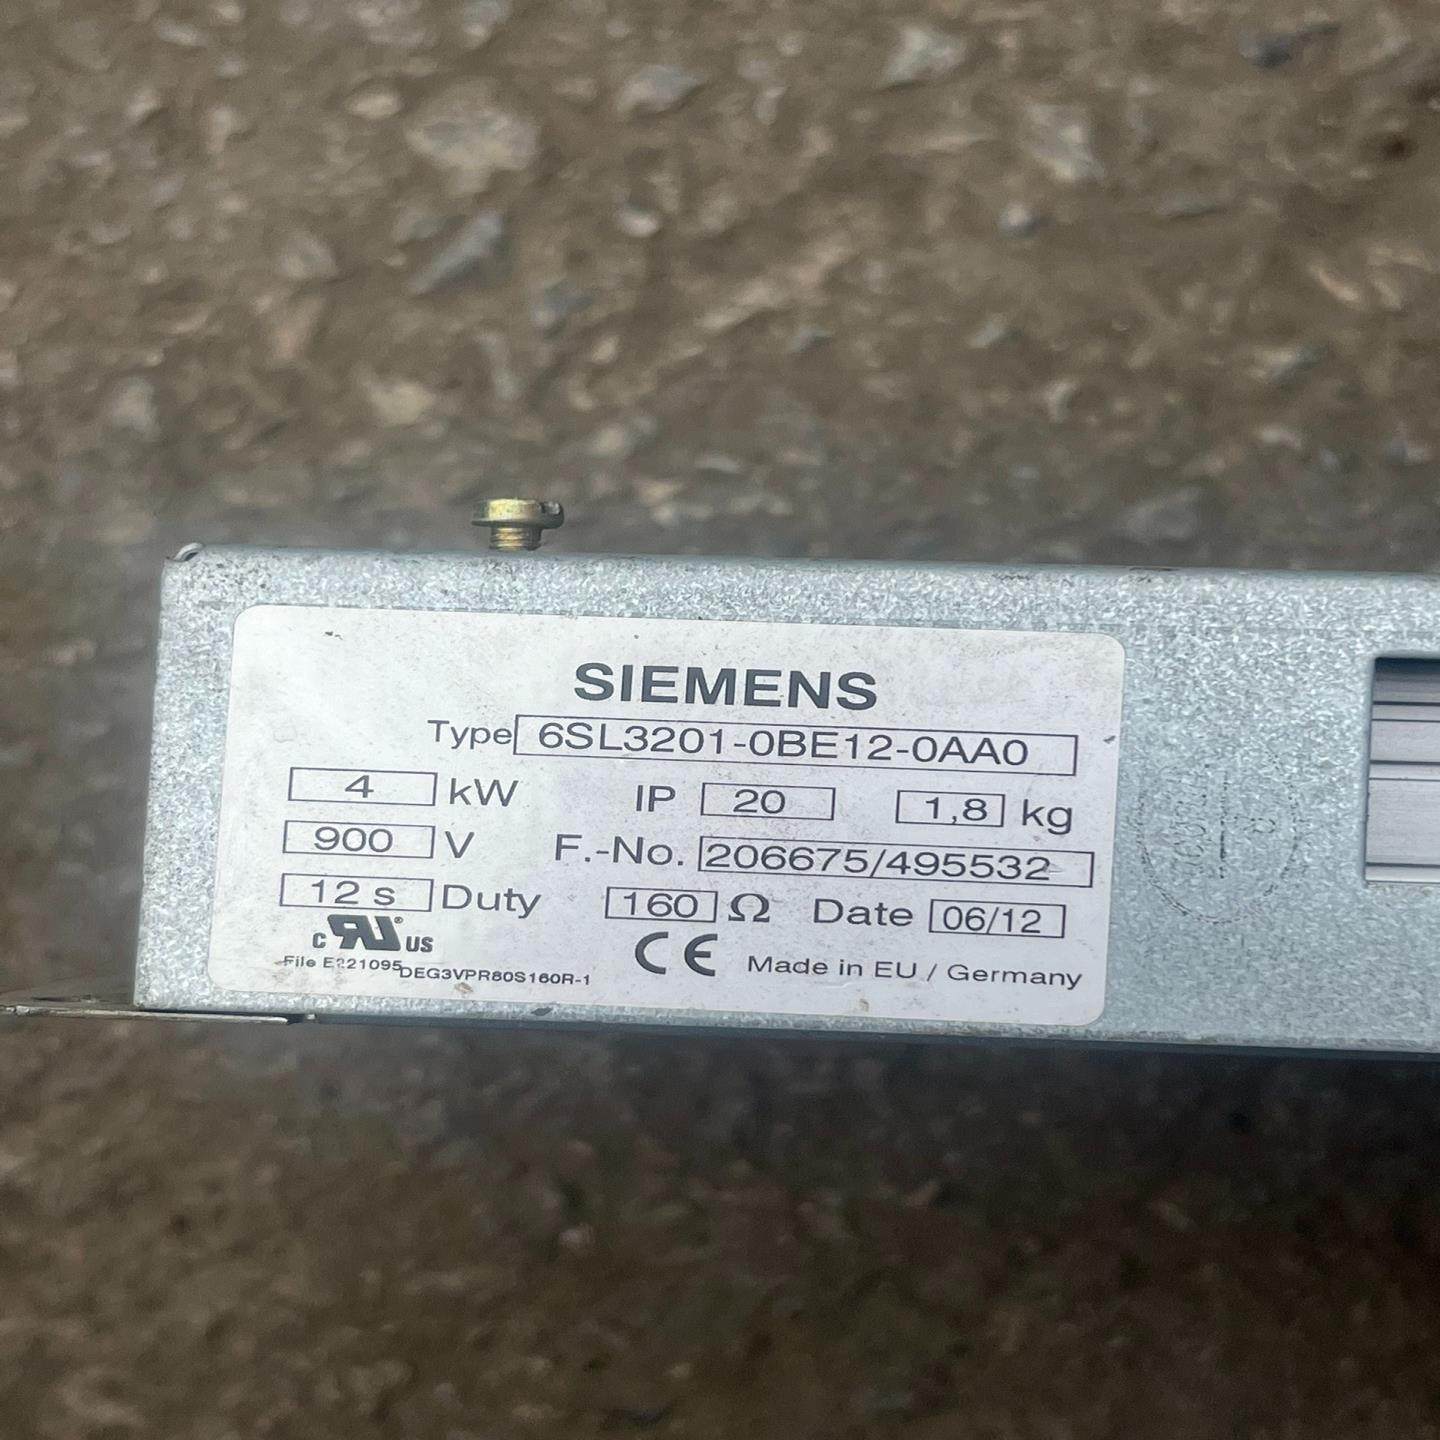 SIEMENS
Type 6SL3201-0BE12-0AA0
4 kW IP 20 1,8 kg
900 V F.-No. 206675/495532
12 s Duty 160 Ω Date 06/12
c RU® US CE Made in EU / Germany
File E221095 DEG3VPR80S160R-1